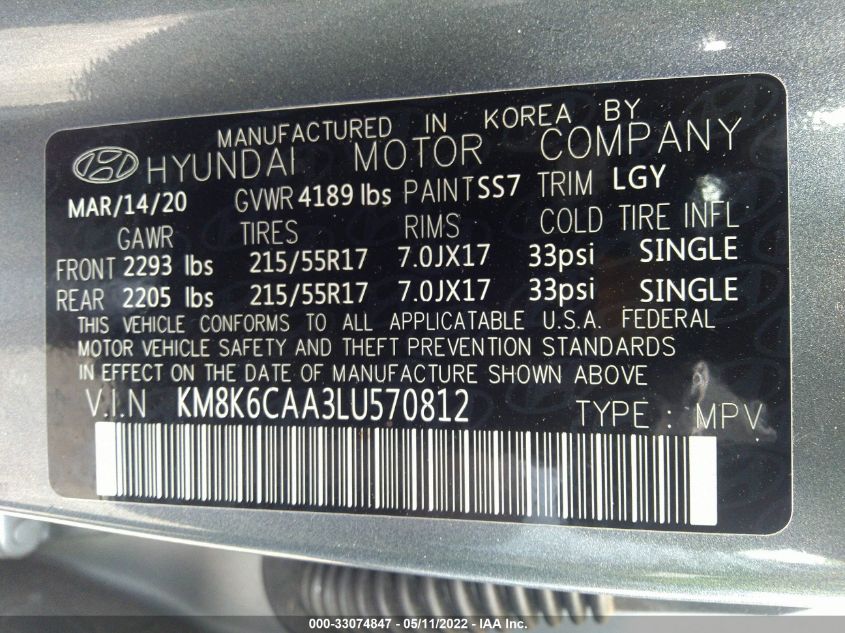 MANUFACTURED IN KOREA BY
HYUNDAI MOTOR COMPANY
MAR/14/20 GVWR 4189 lbs PAINT SS7 TRIM LGY
GAWR TIRES RIMS COLD TIRE INFL
FRONT 2293 lbs 215/55R17 7.0JX17 33psi SINGLE
REAR 2205 lbs 215/55R17 7.0JX17 33psi SINGLE
THIS VEHICLE CONFORMS TO ALL APPLICATABLE U.S.A. FEDERAL
MOTOR VEHICLE SAFETY AND THEFT PREVENTION STANDARDS
IN EFFECT ON THE DATE OF MANUFACTURE SHOWN ABOVE
V.I.N KM8K6CAA3LU570812 TYPE : MPV
000-33074847 - 05/11/2022 - IAA Inc.